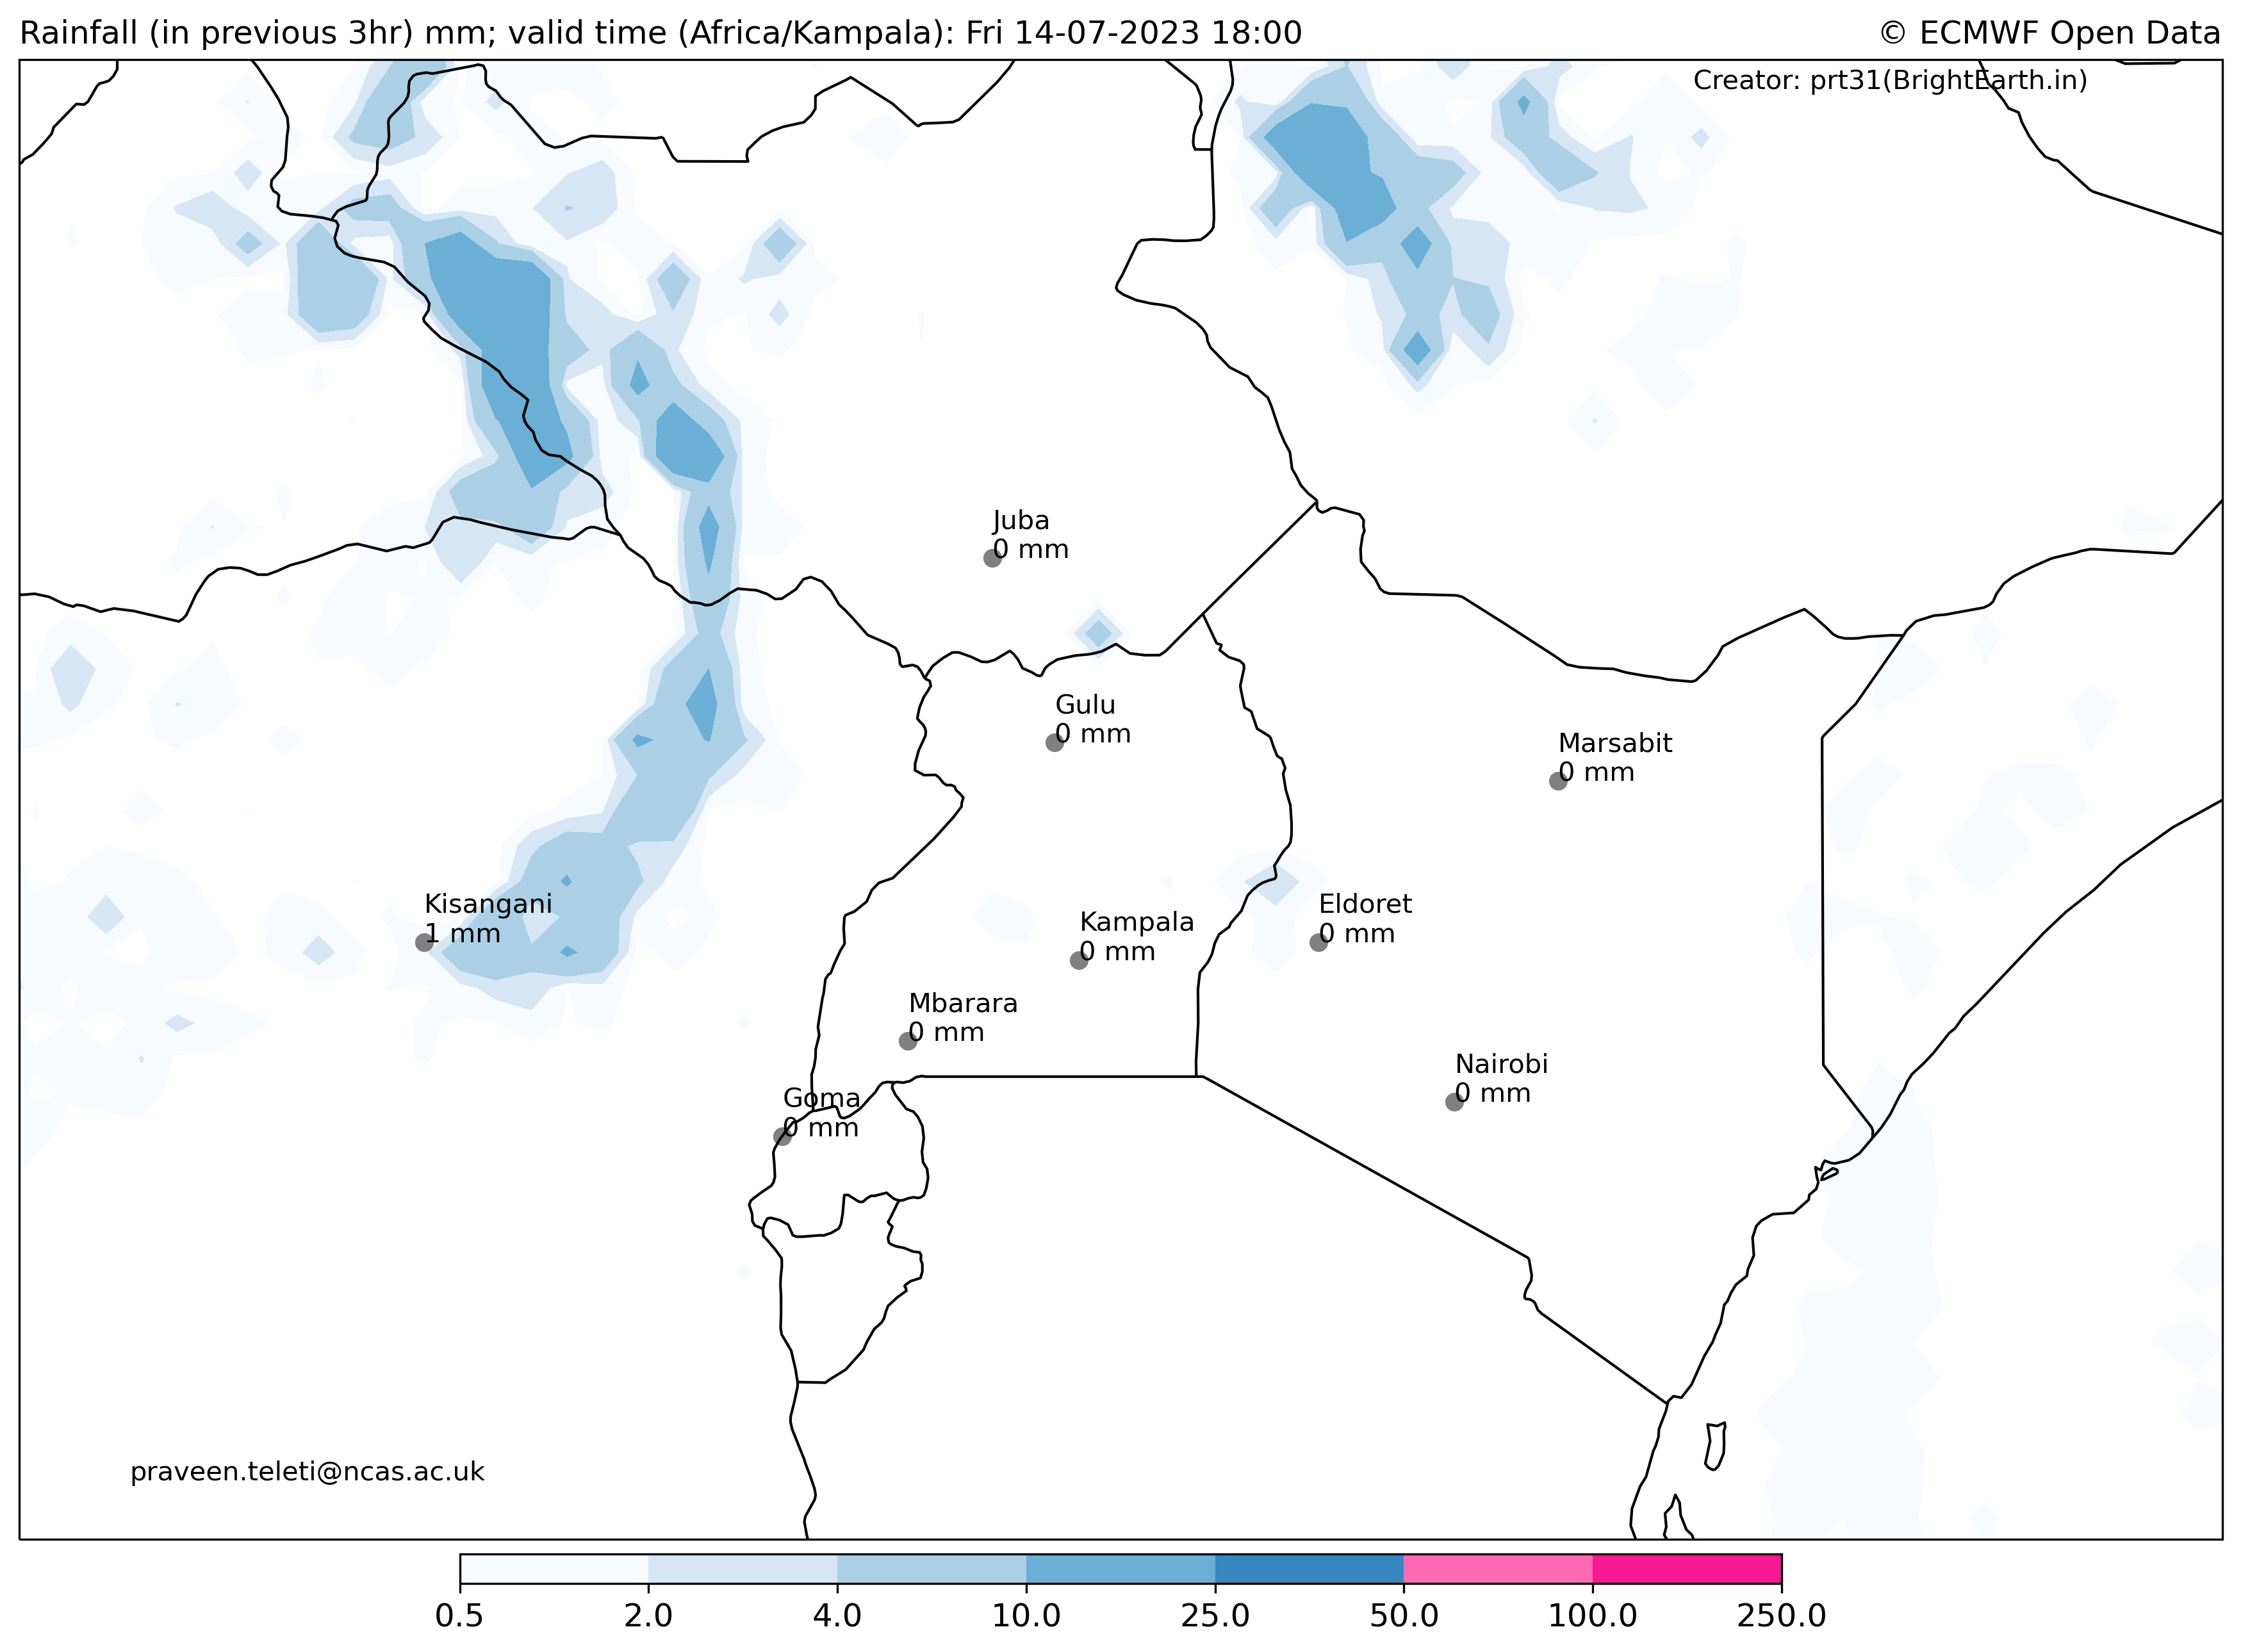 Rainfall (in previous 3hr) mm; valid time (Africa/Kampala): Fri 14-07-2023 18:00
© ECMWF Open Data
Creator: prt31(BrightEarth.in)
Juba
0 mm
Gulu
0 mm
Marsabit
0 mm
Kisangani
1 mm
Kampala
0 mm
Eldoret
0 mm
Mbarara
0 mm
Nairobi
0 mm
Goma
0 mm
praveen.teleti@ncas.ac.uk
0.5 2.0 4.0 10.0 25.0 50.0 100.0 250.0